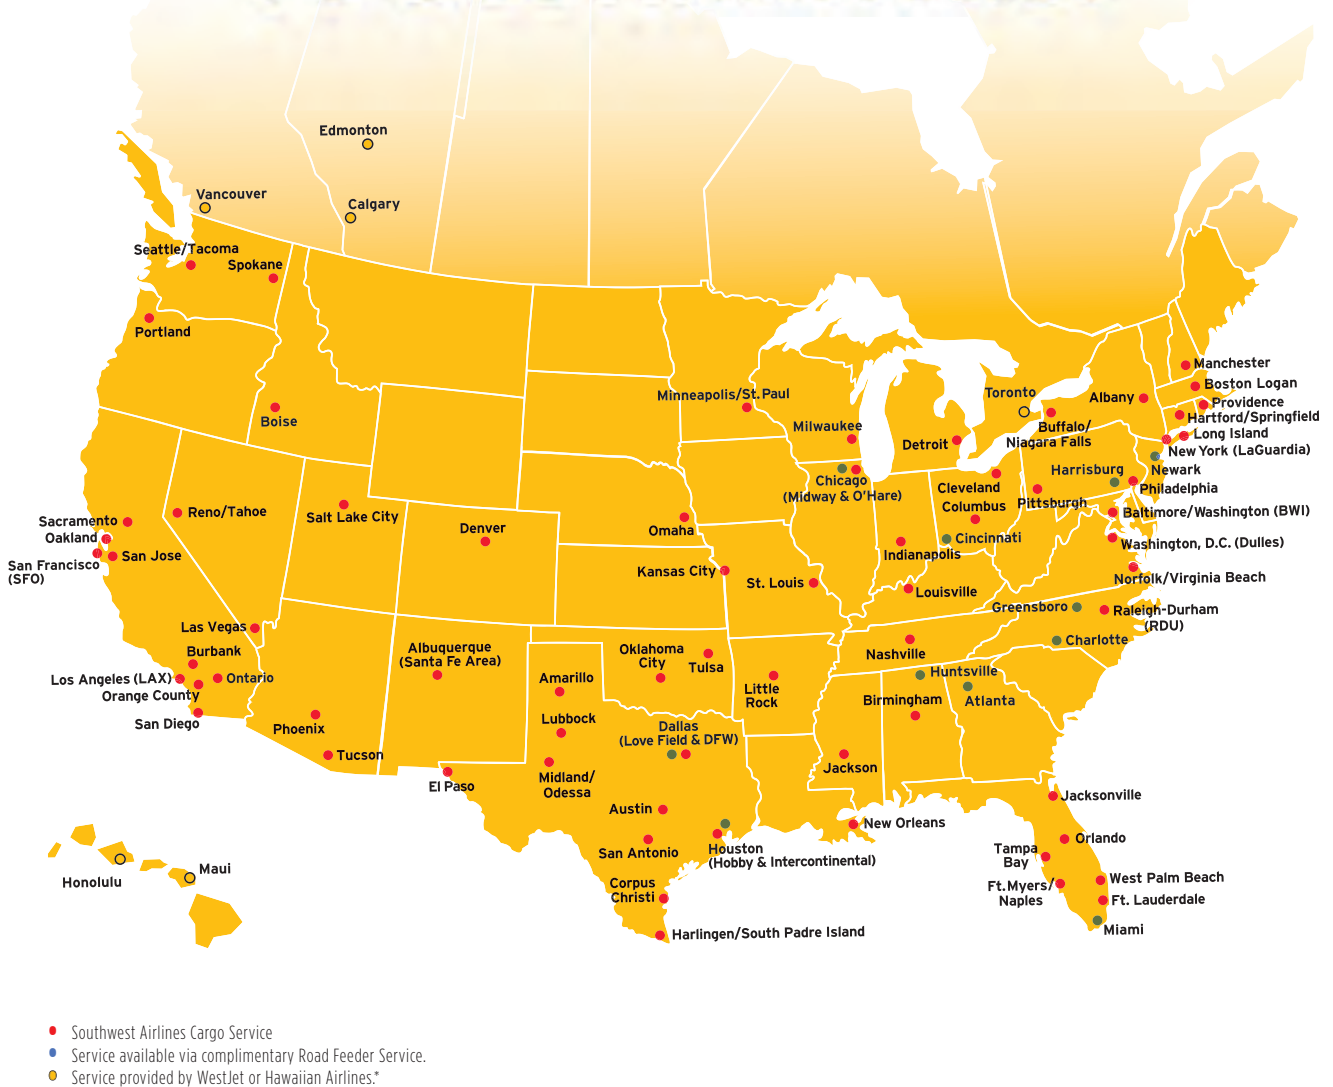 Edmonton
Vancouver
Calgary
Seattle/Tacoma
Spokane
Portland
Boise
Minneapolis/St.Paul
Milwaukee
Detroit
Toronto
Buffalo/
Niagara Falls
Albany
Manchester
Boston Logan
Providence
Hartford/Springfield
Long Island
New York (LaGuardia)
Newark
Harrisburg
Philadelphia
Chicago
(Midway & O'Hare)
Cleveland
Columbus
Pittsburgh
Baltimore/Washington (BWI)
Washington, D.C. (Dulles)
Norfolk/Virginia Beach
Cincinnati
Indianapolis
Louisville
Sacramento
Oakland
San Francisco
(SFO)
San Jose
Reno/Tahoe
Salt Lake City
Denver
Omaha
Kansas City
St. Louis
Greensboro
Raleigh-Durham
(RDU)
Charlotte
Las Vegas
Burbank
Los Angeles (LAX)
Ontario
Orange County
San Diego
Phoenix
Tucson
Albuquerque
(Santa Fe Area)
El Paso
Amarillo
Lubbock
Midland/
Odessa
Oklahoma
City
Tulsa
Little
Rock
Dallas
(Love Field & DFW)
Nashville
Huntsville
Birmingham
Atlanta
Jackson
Austin
San Antonio
Houston
(Hobby & Intercontinental)
Corpus
Christi
Harlingen/South Padre Island
New Orleans
Jacksonville
Orlando
Tampa
Bay
Ft.Myers/
Naples
West Palm Beach
Ft. Lauderdale
Miami
Honolulu
Maui
Southwest Airlines Cargo Service
Service available via complimentary Road Feeder Service.
Service provided by WestJet or Hawaiian Airlines.*